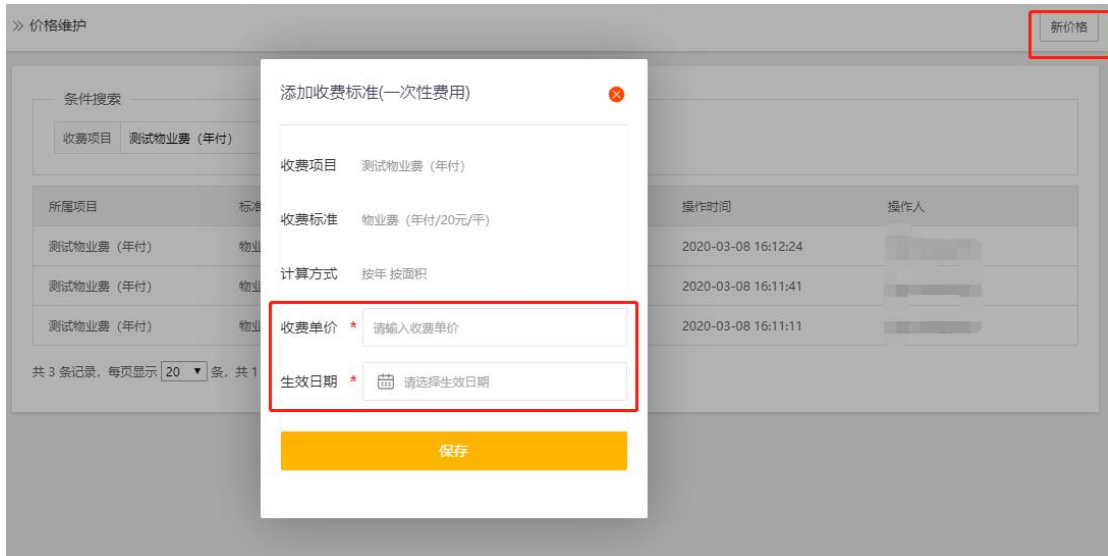 价格维护
新价格
添加收费标准(一次性费用)
条件搜索
收费项目 测试物业费（年付）
收费项目 测试物业费（年付）
收费标准 物业费（年付/20元/平）
计算方式 按年 按面积
收费单价 * 请输入收费单价
生效日期 * 请选择生效日期
保存
所属项目 标准 操作时间 操作人
测试物业费（年付） 物业 2020-03-08 16:12:24
测试物业费（年付） 物业 2020-03-08 16:11:41
测试物业费（年付） 物业 2020-03-08 16:11:11
共 3 条记录，每页显示 20 条，共 1